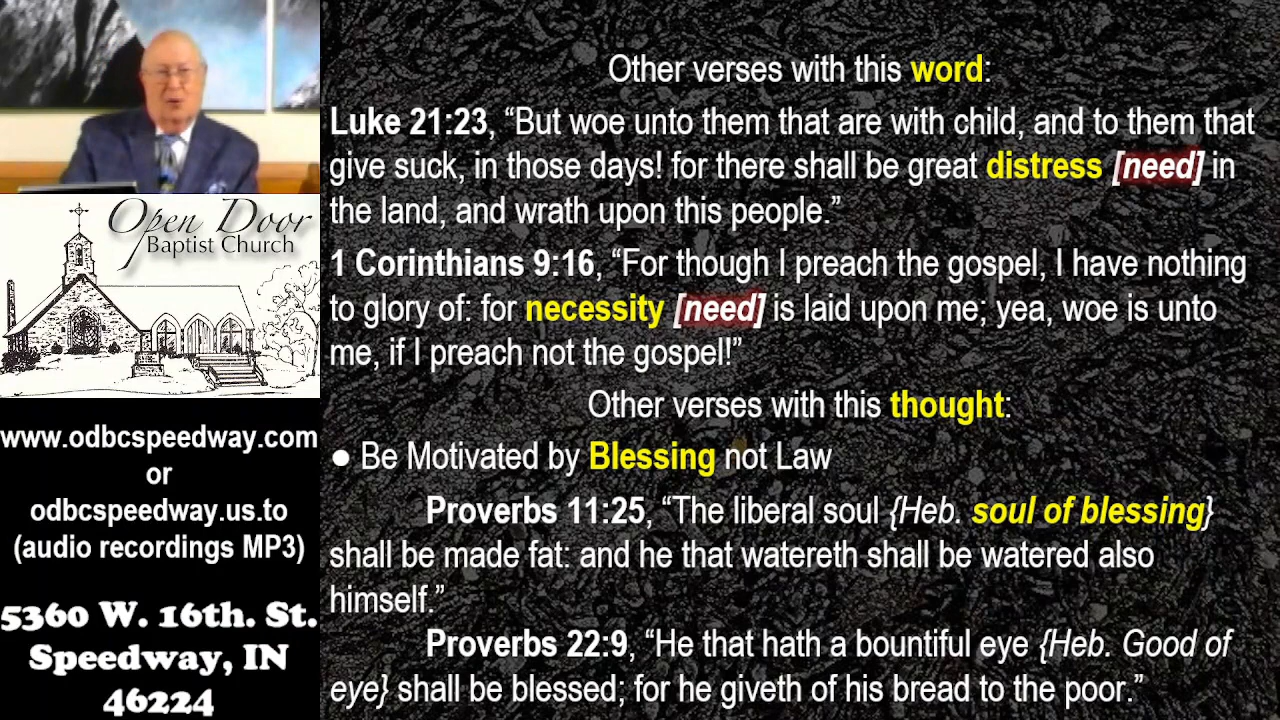 Open Door
Baptist Church
www.odbcspeedway.com
or
odbcspeedway.us.to
(audio recordings MP3)
5360 W. 16th. St.
Speedway, IN
46224
Other verses with this word:
Luke 21:23, “But woe unto them that are with child, and to them that
give suck, in those days! for there shall be great distress [need] in
the land, and wrath upon this people.”
1 Corinthians 9:16, “For though I preach the gospel, I have nothing
to glory of: for necessity [need] is laid upon me; yea, woe is unto
me, if I preach not the gospel!”
Other verses with this thought:
● Be Motivated by Blessing not Law
Proverbs 11:25, “The liberal soul {Heb. soul of blessing}
shall be made fat: and he that watereth shall be watered also
himself.”
Proverbs 22:9, “He that hath a bountiful eye {Heb. Good of
eye} shall be blessed; for he giveth of his bread to the poor.”